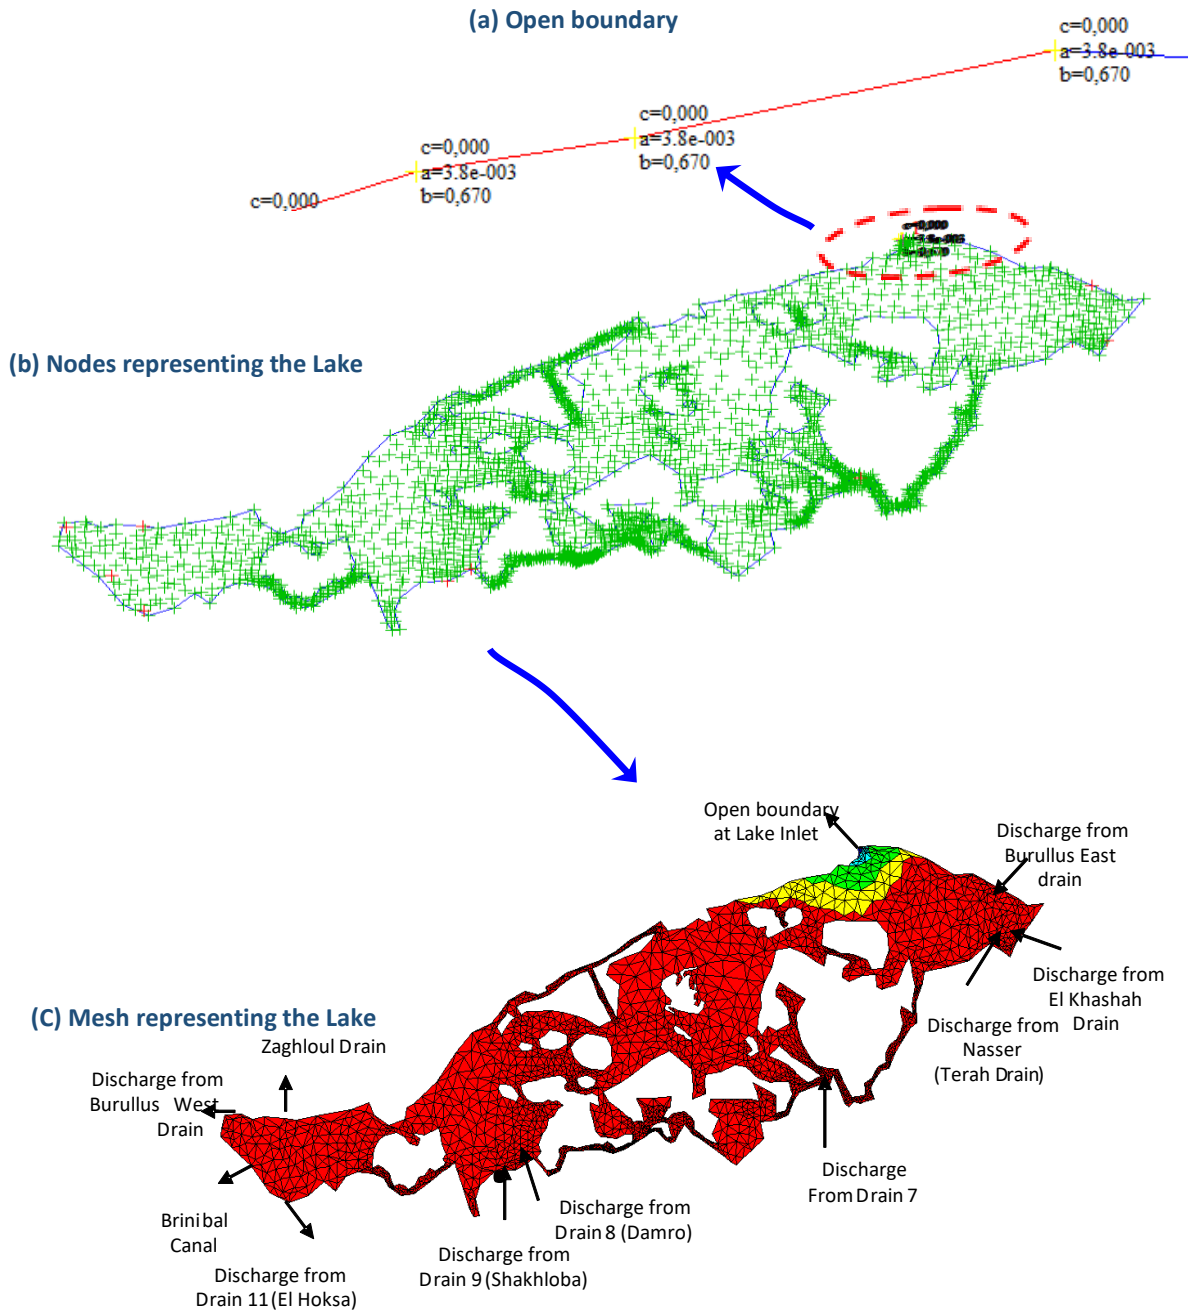 (a) Open boundary
c=0,000
a=3.8e-003
b=0,670
c=0,000
a=3.8e-003
b=0,670
c=0,000
a=3.8e-003
b=0,670
c=0,000
c=0,000
(b) Nodes representing the Lake
Open boundary
at Lake Inlet
Discharge from
Burullus East
drain
Discharge from
El Khashah
Drain
Discharge from
Nasser
(Terah Drain)
(C) Mesh representing the Lake
Zaghloul Drain
Discharge from
Burullus West
Drain
Discharge
From Drain 7
Brinibal
Canal
Discharge from
Drain 8 (Damro)
Discharge from
Drain 9 (Shakhloba)
Discharge from
Drain 11 (El Hoksa)